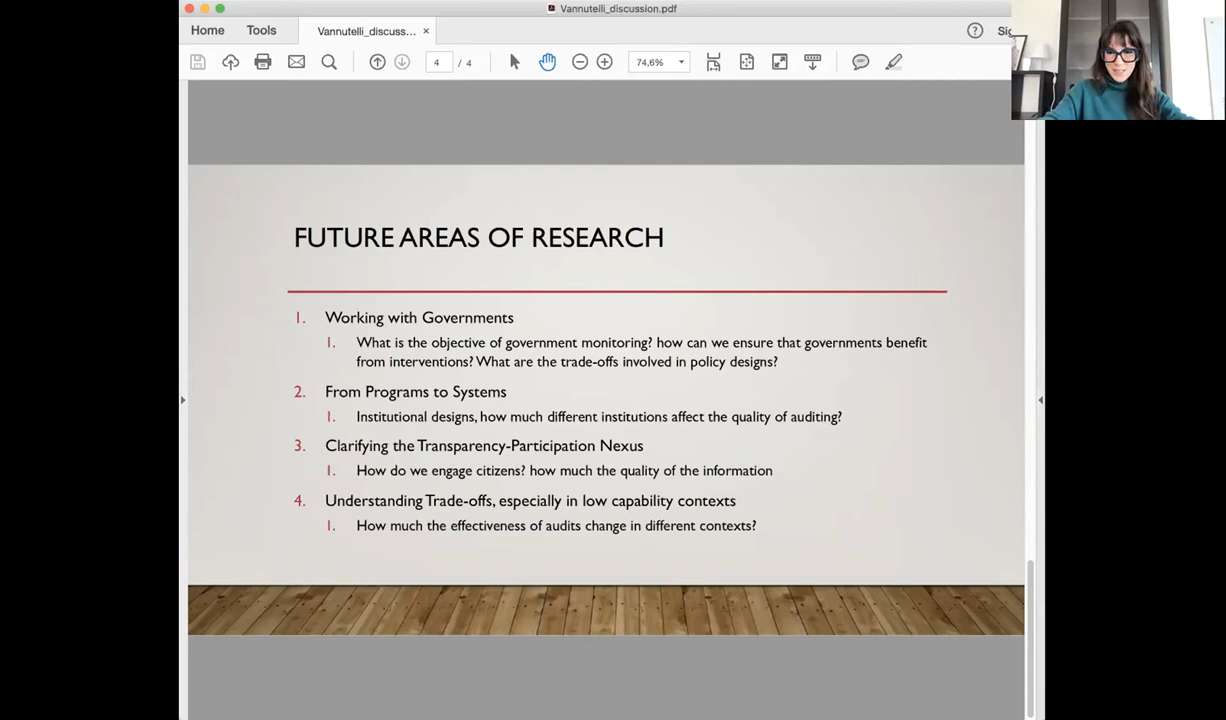 Vannutelli_discussion.pdf
Home Tools Vannutelli_discuss... ×
4 / 4 74,6%
FUTURE AREAS OF RESEARCH
1. Working with Governments
1. What is the objective of government monitoring? how can we ensure that governments benefit
from interventions? What are the trade-offs involved in policy designs?
2. From Programs to Systems
1. Institutional designs, how much different institutions affect the quality of auditing?
3. Clarifying the Transparency-Participation Nexus
1. How do we engage citizens? how much the quality of the information
4. Understanding Trade-offs, especially in low capability contexts
1. How much the effectiveness of audits change in different contexts?